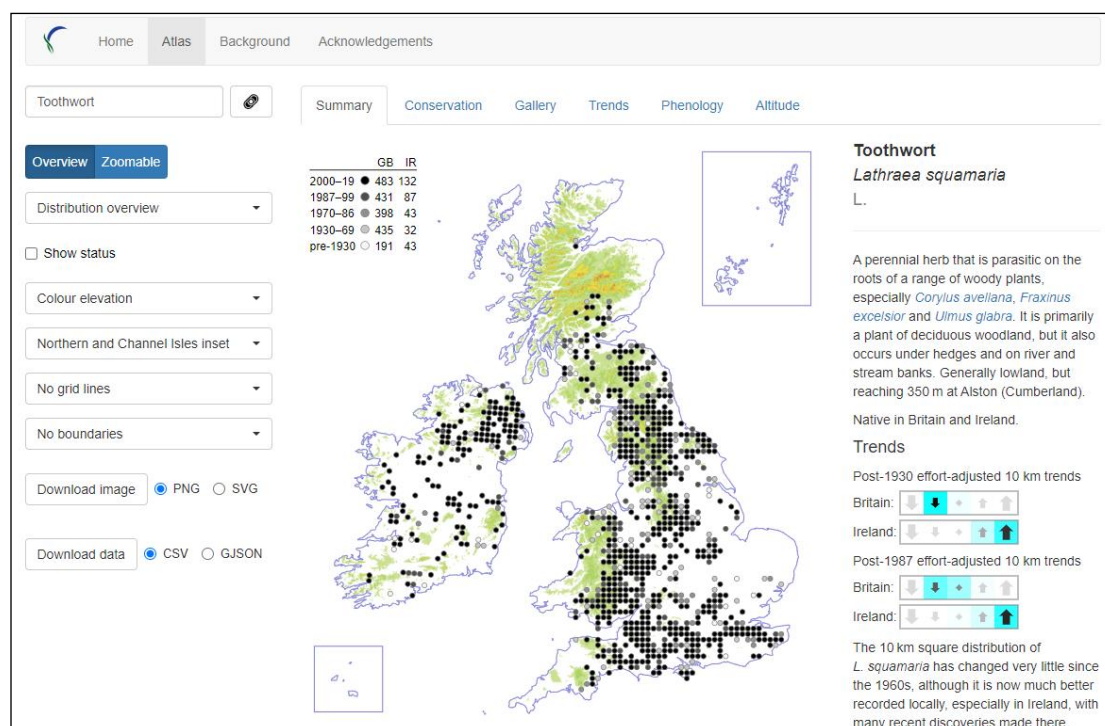 Home Atlas Background Acknowledgements
Toothwort
Summary Conservation Gallery Trends Phenology Altitude
Overview Zoomable
Distribution overview
Show status
Colour elevation
Northern and Channel Isles inset
No grid lines
No boundaries
Download image PNG SVG
Download data CSV GJSON
GB IR
2000–19 483 132
1987–99 431 87
1970–86 398 43
1930–69 435 32
pre-1930 191 43
Toothwort
Lathraea squamaria
L.
A perennial herb that is parasitic on the
roots of a range of woody plants,
especially Corylus avellana, Fraxinus
excelsior and Ulmus glabra. It is primarily
a plant of deciduous woodland, but it also
occurs under hedges and on river and
stream banks. Generally lowland, but
reaching 350 m at Alston (Cumberland).
Native in Britain and Ireland.
Trends
Post-1930 effort-adjusted 10 km trends
Britain:
Ireland:
Post-1987 effort-adjusted 10 km trends
Britain:
Ireland:
The 10 km square distribution of
L. squamaria has changed very little since
the 1960s, although it is now much better
recorded locally, especially in Ireland, with
many recent discoveries made there